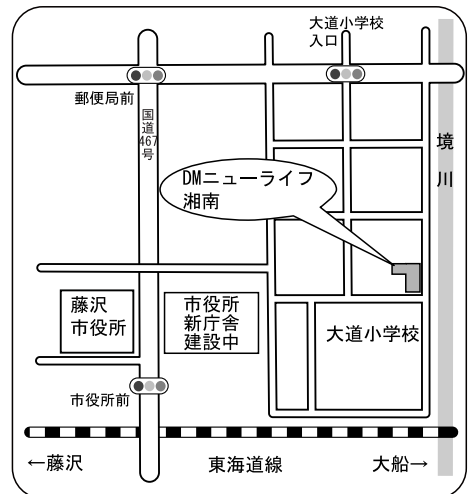 大道小学校
入口
郵便局前
国道467号
境川
DMニューライフ
湘南
藤沢
市役所
市役所
新庁舎
建設中
大道小学校
市役所前
←藤沢
東海道線
大船→